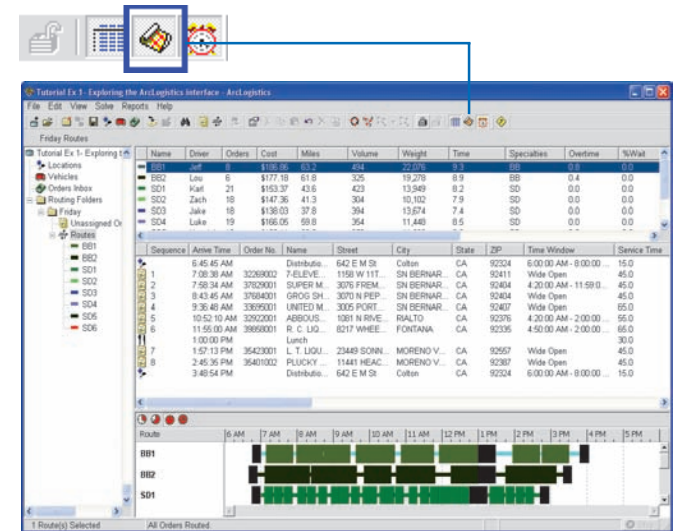 Tutorial Ex 1- Exploring the ArcLogistics Interface - ArcLogistics
File Edit View Solve Reports Help
Friday Routes
Tutorial Ex 1- Exploring t
Locations
Vehicles
Orders Inbox
Routing Folders
Friday
Unassigned Or
Routes
BB1
BB2
SD1
SD2
SD3
SD4
SD5
SD6
Name Driver Orders Cost Miles Volume Weight Time Specialties Overtime %Wait
BB1 Jeff 8 $186.86 63.2 494 22,076 9.3 BB 0.8 0.0
BB2 Lou 6 $177.18 61.8 325 19,278 8.9 BB 0.4 0.0
SD1 Karl 21 $153.37 43.6 423 13,949 8.2 SD 0.0 0.0
SD2 Zach 18 $147.36 41.3 304 10,102 7.9 SD 0.0 0.0
SD3 Jake 18 $138.03 37.8 394 13,674 7.4 SD 0.0 0.0
SD4 Luke 19 $166.05 59.8 354 11,448 8.5 SD 0.0 0.0
Sequence Arrive Time Order No. Name Street City State ZIP Time Window Service Time
6:45:45 AM Distributio... 642 E M St Colton CA 92324 6:00:00 AM - 8:00:00 ... 15.0
1 7:08:38 AM 32269002 7-ELEVE... 1158 W 11T... SN BERNAR... CA 92411 Wide Open 45.0
2 7:58:34 AM 37829001 SUPER M... 3076 FREM... SN BERNAR... CA 92404 4:20:00 AM - 11:59:0... 45.0
3 8:43:45 AM 37684001 GROG SH... 3070 N PEP... SN BERNAR... CA 92404 Wide Open 45.0
4 9:36:48 AM 33695001 UNITED M... 3005 PORT... SN BERNAR... CA 92407 Wide Open 65.0
5 10:52:10 AM 32922001 ABBOUS... 1081 N RIVE... RIALTO CA 92376 4:20:00 AM - 2:00:00 ... 55.0
6 11:55:00 AM 39858001 R. C. LIQ... 8217 WHEE... FONTANA CA 92335 4:50:00 AM - 2:00:00 ... 65.0
1:00:00 PM Lunch 30.0
7 1:57:13 PM 35423001 L. T. LIQU... 23449 SONN... MORENO V... CA 92557 Wide Open 45.0
8 2:45:35 PM 35401002 PLUCKY ... 11441 HEAC... MORENO V... CA 92387 Wide Open 45.0
3:48:54 PM Distributio... 642 E M St Colton CA 92324 6:00:00 AM - 8:00:00 ... 15.0
Route 6 AM 7 AM 8 AM 9 AM 10 AM 11 AM 12 PM 1 PM 2 PM 3 PM 4 PM 5 PM
BB1
BB2
SD1
1 Route(s) Selected All Orders Routed.